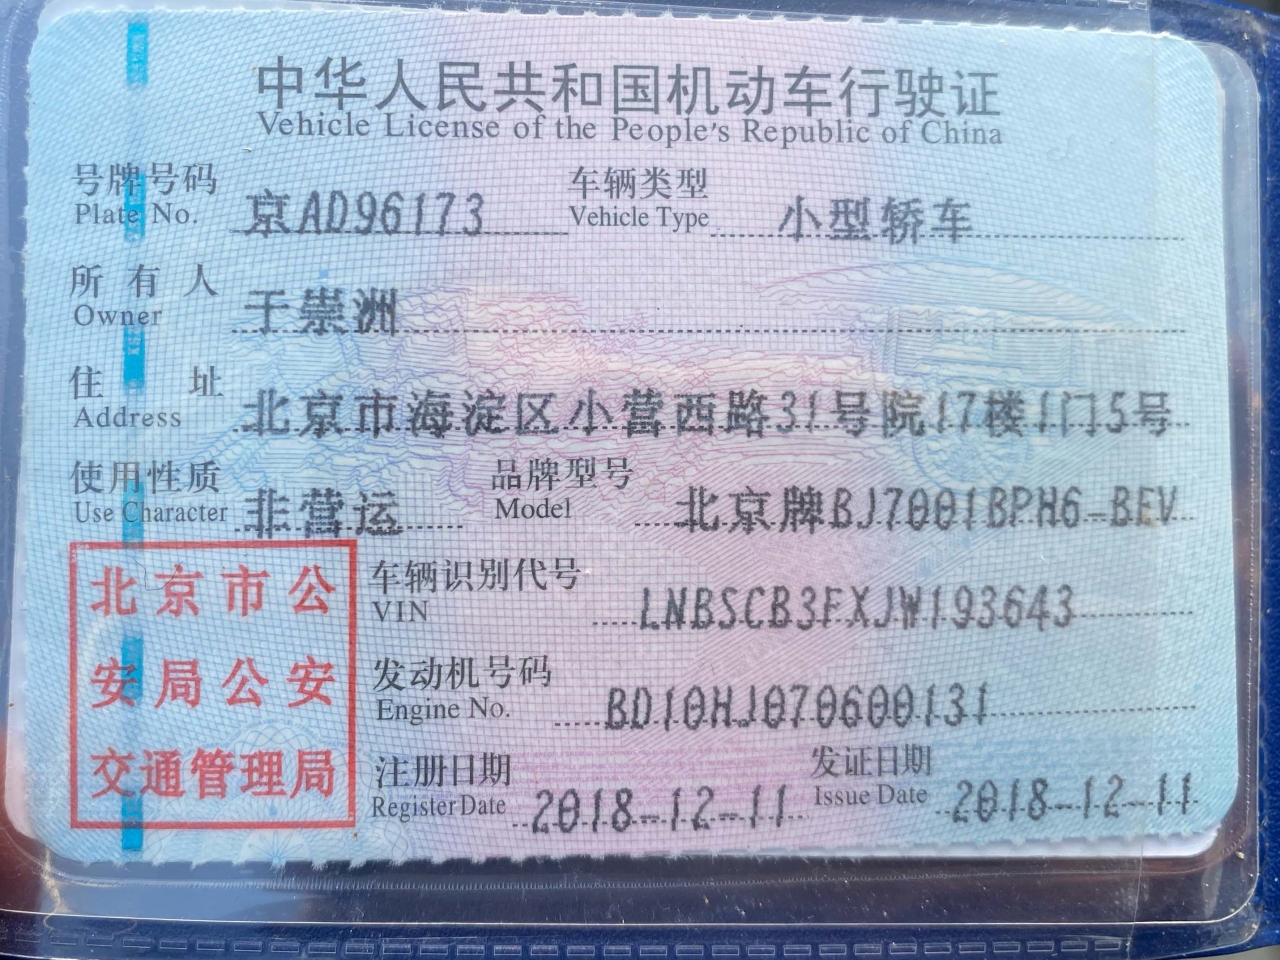 中华人民共和国机动车行驶证
Vehicle License of the People's Republic of China
号牌号码 京AD96173 车辆类型 小型轿车
Plate No. Vehicle Type
所有人 于崇洲
Owner
住址 北京市海淀区小营西路31号院17楼1门5号
Address
使用性质 非营运 品牌型号 北京牌BJ7001BPH6-BEV
Use Character Model
北京市公
安局公安
交通管理局
车辆识别代号 LNBSCB3FXJW193643
VIN
发动机号码 BD10HJ070600131
Engine No.
注册日期 2018-12-11 发证日期 2018-12-11
Register Date Issue Date